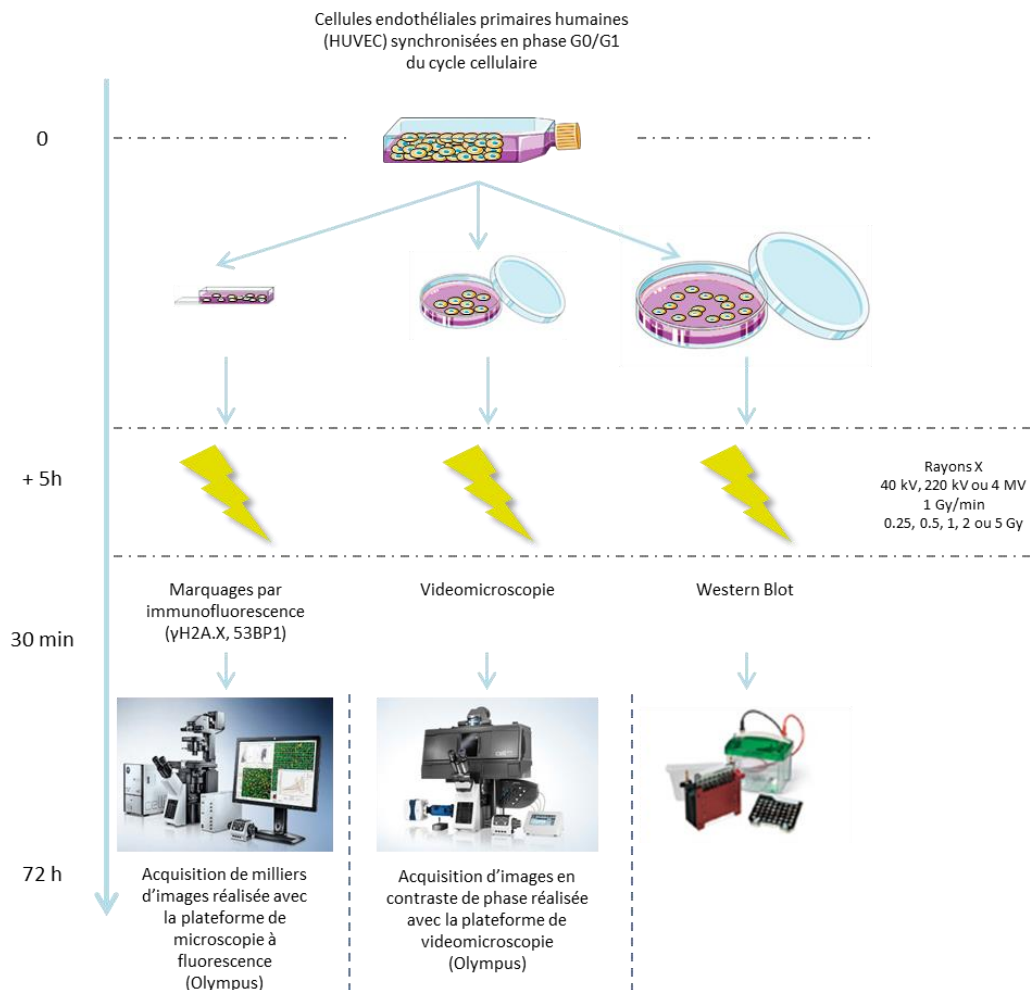 Cellules endothéliales primaires humaines
(HUVEC) synchronisées en phase G0/G1
du cycle cellulaire
0
+ 5h
Rayons X
40 kV, 220 kV ou 4 MV
1 Gy/min
0.25, 0.5, 1, 2 ou 5 Gy
30 min
Marquages par
immunofluorescence
(γH2A.X, 53BP1)
Videomicroscopie
Western Blot
72 h
Acquisition de milliers
d’images réalisée avec
la plateforme de
microscopie à
fluorescence
(Olympus)
Acquisition d’images en
contraste de phase réalisée
avec la plateforme de
videomicroscopie
(Olympus)